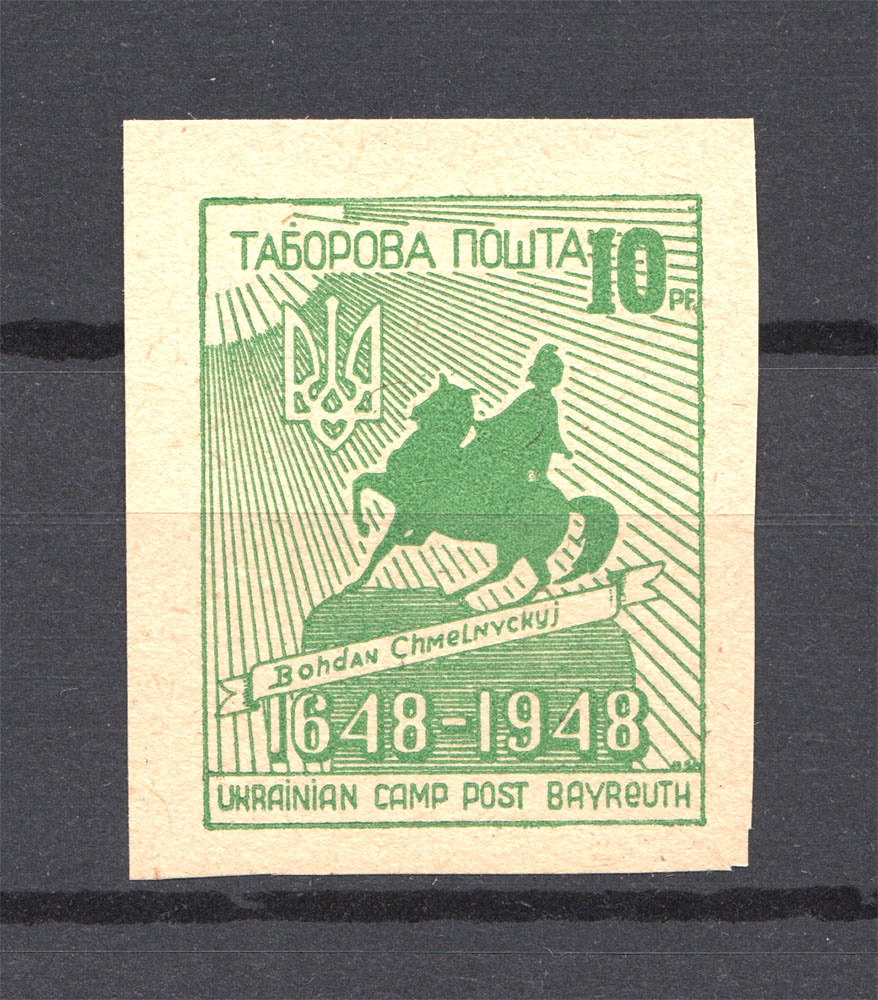 ТАБОРОВА ПОШТА 10
PF.
Bohdan Chmelnyckyj
1648-1948
UKRAINIAN CAMP POST BAYREUTH